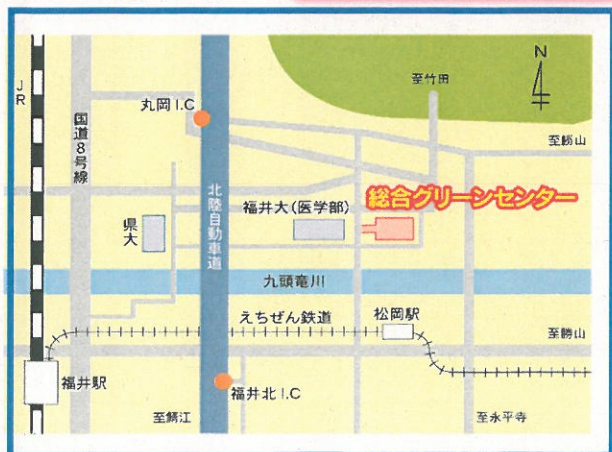 N
至竹田
JR
丸岡 I.C
国道8号線
至勝山
北陸自動車道
総合グリーンセンター
福井大(医学部)
県大
九頭竜川
えちぜん鉄道
松岡駅
至勝山
福井駅
福井北 I.C
至鯖江
至永平寺